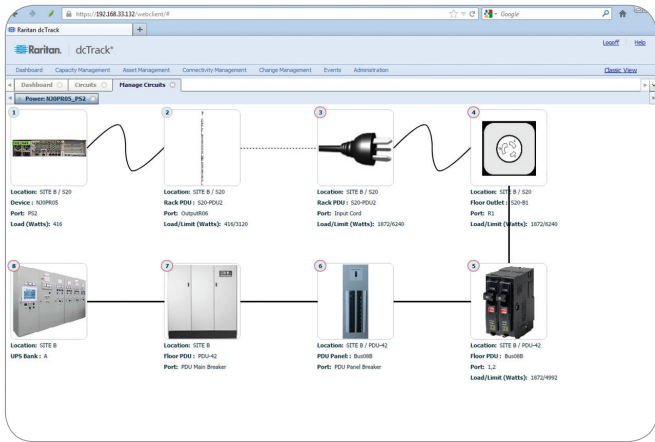 https://192.168.33.132/webclient/#
Google
Raritan dcTrack
+
Raritan. dcTrack®
Logoff Help
Dashboard Capacity Management Asset Management Connectivity Management Change Management Events Administration Classic View
Dashboard Circuits Manage Circuits
Power: NJ0PR05_PS2
1 2 3 4
Location: SITE B / S20
Device : NJ0PR05
Port: PS2
Load (Watts): 416
Location: SITE B / S20
Rack PDU : S20-PDU2
Port: OutputR06
Load/Limit (Watts): 416/3120
Location: SITE B / S20
Rack PDU : S20-PDU2
Port: Input Cord
Load/Limit (Watts): 1872/6240
Location: SITE B / S20
Floor Outlet : S20-B1
Port: R1
Load/Limit (Watts): 1872/6240
8 7 6 5
Location: SITE B
UPS Bank : A
Location: SITE B
Floor PDU : PDU-42
Port: PDU Main Breaker
Location: SITE B / PDU-42
PDU Panel: Bus08B
Port: PDU Panel Breaker
Location: SITE B / PDU-42
Floor PDU : Bus08B
Port: 1,2
Load/Limit (Watts): 1872/4992